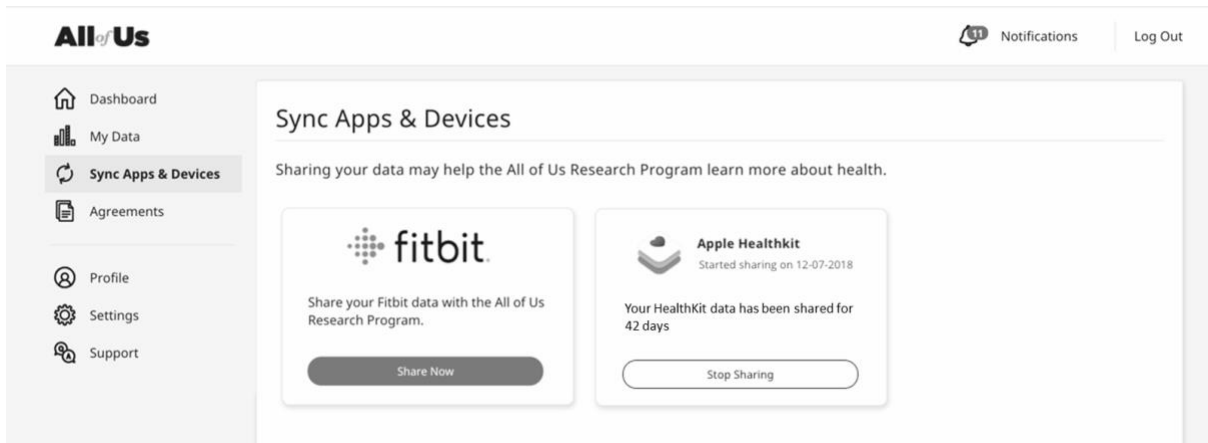 All of Us
11 Notifications
Log Out
Dashboard
My Data
Sync Apps & Devices
Agreements
Profile
Settings
Support
Sync Apps & Devices
Sharing your data may help the All of Us Research Program learn more about health.
fitbit.
Share your Fitbit data with the All of Us
Research Program.
Share Now
Apple Healthkit
Started sharing on 12-07-2018
Your HealthKit data has been shared for
42 days
Stop Sharing